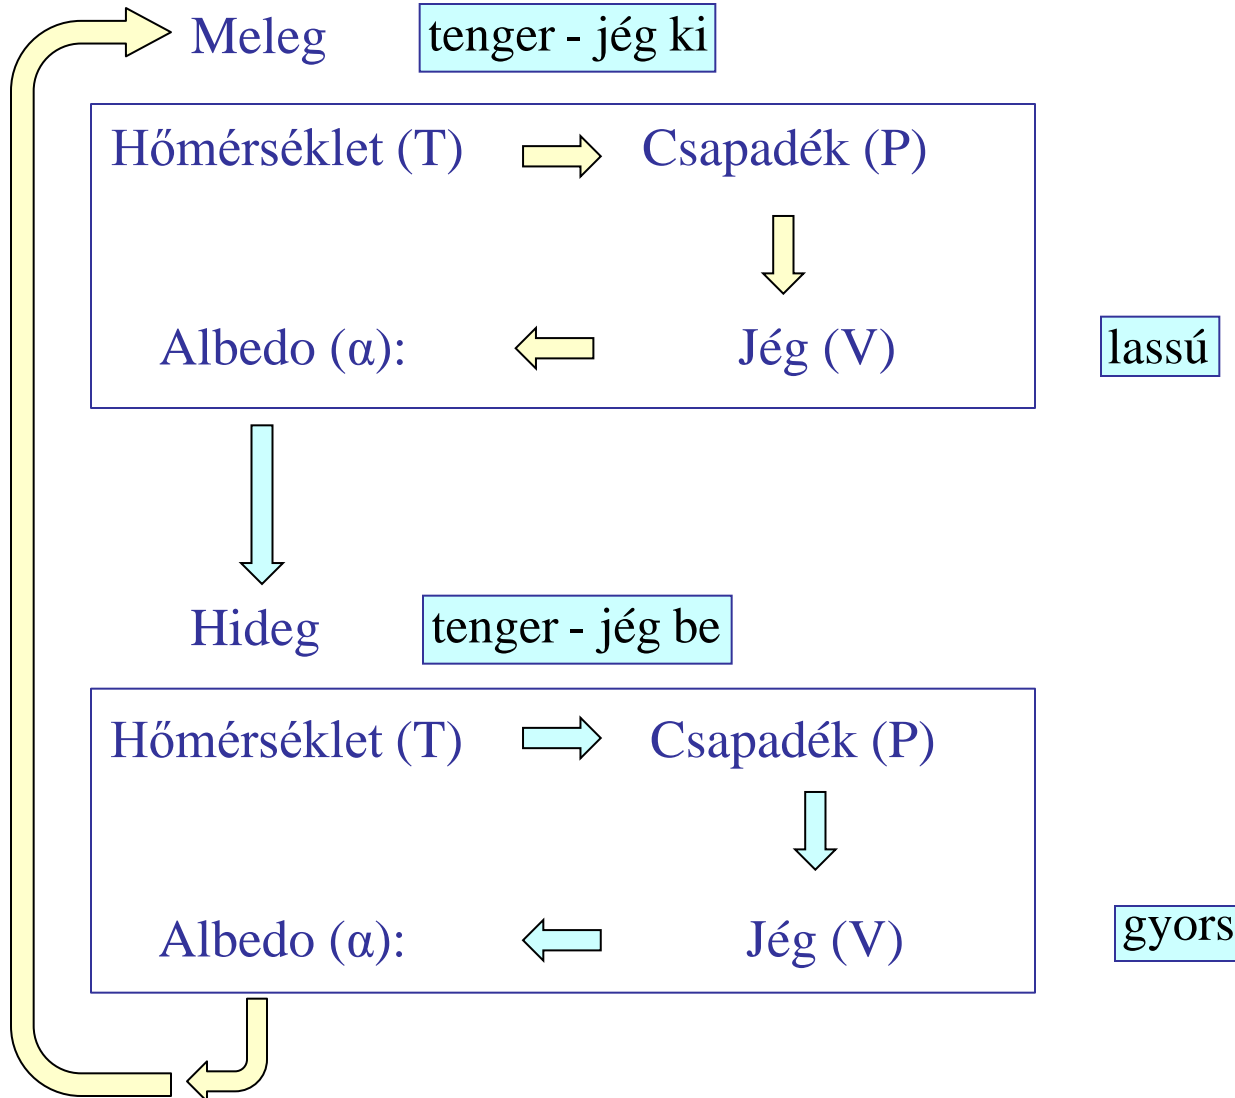 Meleg tenger - jég ki
Hőmérséklet (T) Csapadék (P)
Albedo (α): Jég (V) lassú
Hideg tenger - jég be
Hőmérséklet (T) Csapadék (P)
Albedo (α): Jég (V) gyors